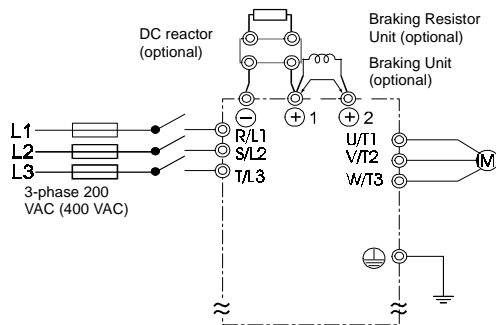 DC reactor
(optional)
Braking Resistor
Unit (optional)
Braking Unit
(optional)
− + 1 + 2
L1
L2
L3
R/L1
S/L2
T/L3
3-phase 200
VAC (400 VAC)
U/T1
V/T2
W/T3
M